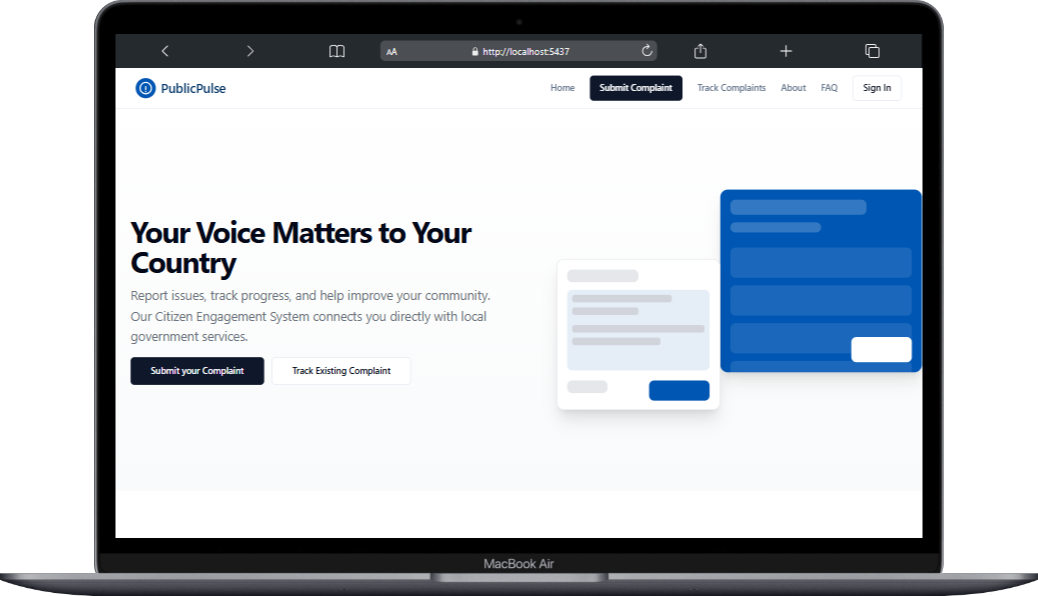 AA http://localhost:5437
PublicPulse Home Submit Complaint Track Complaints About FAQ Sign In
Your Voice Matters to Your
Country
Report issues, track progress, and help improve your community.
Our Citizen Engagement System connects you directly with local
government services.
Submit your Complaint Track Existing Complaint
MacBook Air